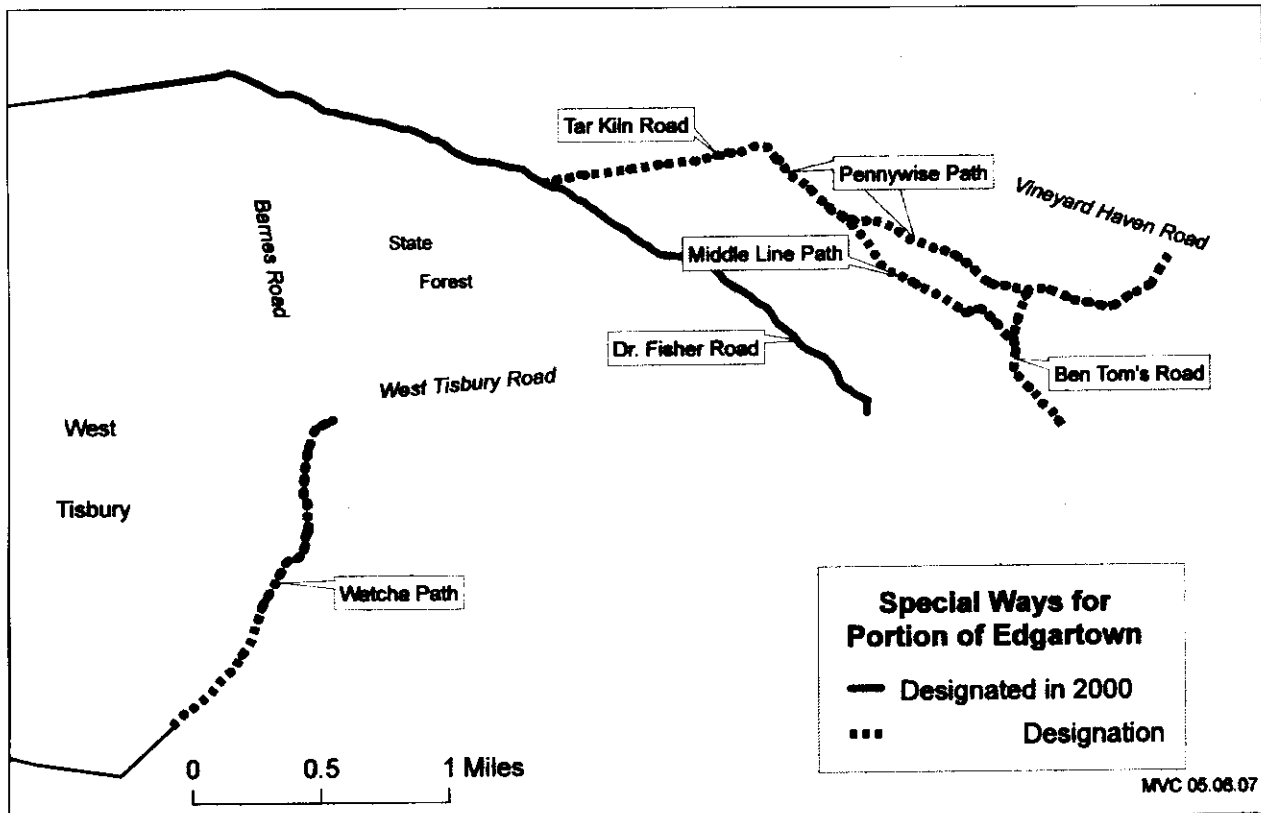 Tar Kiln Road
Pennywise Path
Vineyard Haven Road
Barnes Road
State
Forest
Middle Line Path
Dr. Fisher Road
Ben Tom's Road
West Tisbury Road
West
Tisbury
Watcha Path
Special Ways for
Portion of Edgartown
Designated in 2000
Designation
0 0.5 1 Miles
MVC 05.08.07